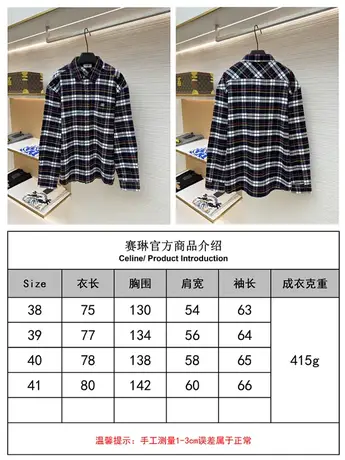 赛琳官方商品介绍
Celine/ Product Introduction
Size 衣长 胸围 肩宽 袖长 成衣克重
38 75 130 54 63
39 77 134 56 64
40 78 138 58 65 415g
41 80 142 60 66
温馨提示：手工测量1-3cm误差属于正常